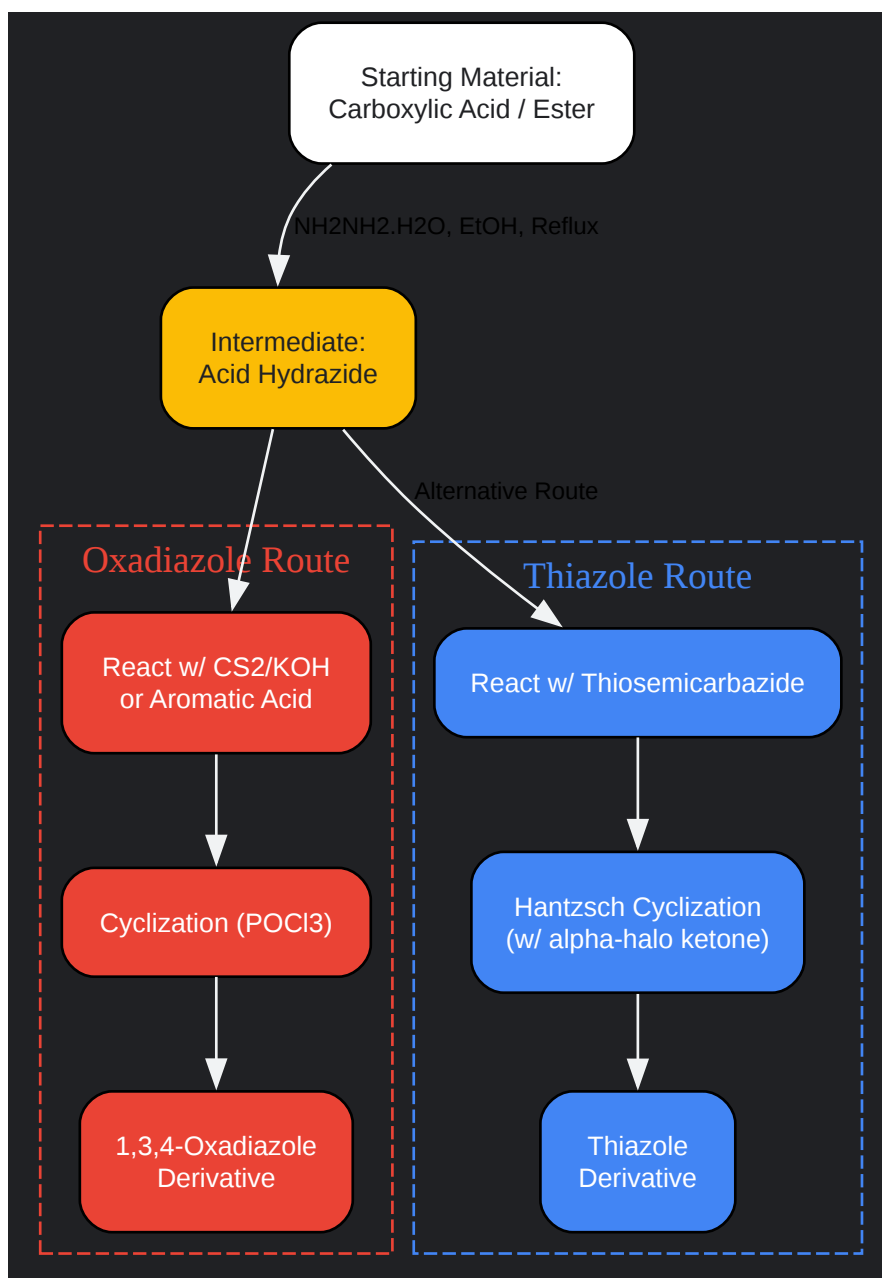 Starting Material:
Carboxylic Acid / Ester
NH2NH2.H2O, EtOH, Reflux
Intermediate:
Acid Hydrazide
Alternative Route
Oxadiazole Route
React w/ CS2/KOH
or Aromatic Acid
Cyclization (POCl3)
1,3,4-Oxadiazole
Derivative
Thiazole Route
React w/ Thiosemicarbazide
Hantzsch Cyclization
(w/ alpha-halo ketone)
Thiazole
Derivative